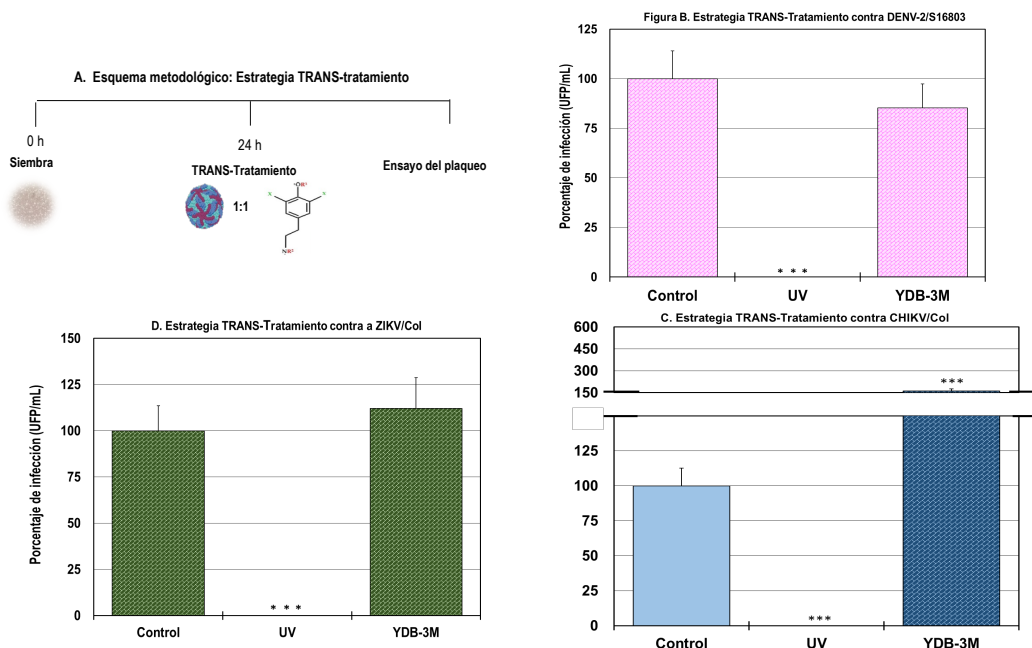 A. Esquema metodológico: Estrategia TRANS-tratamiento
0 h
Siembra
24 h
TRANS-Tratamiento
1:1
X
OR¹
X
NR²
Ensayo del plaqueo
Figura B. Estrategia TRANS-Tratamiento contra DENV-2/S16803
Porcentaje de infección (UFP/mL)
125
100
75
50
25
0
* * *
Control
UV
YDB-3M
D. Estrategia TRANS-Tratamiento contra a ZIKV/Col
Porcentaje de infección (UFP/mL)
150
125
100
75
50
25
0
* * *
Control
UV
YDB-3M
C. Estrategia TRANS-Tratamiento contra CHIKV/Col
600
450
300
150
***
125
100
75
50
25
0
***
Control
UV
YDB-3M